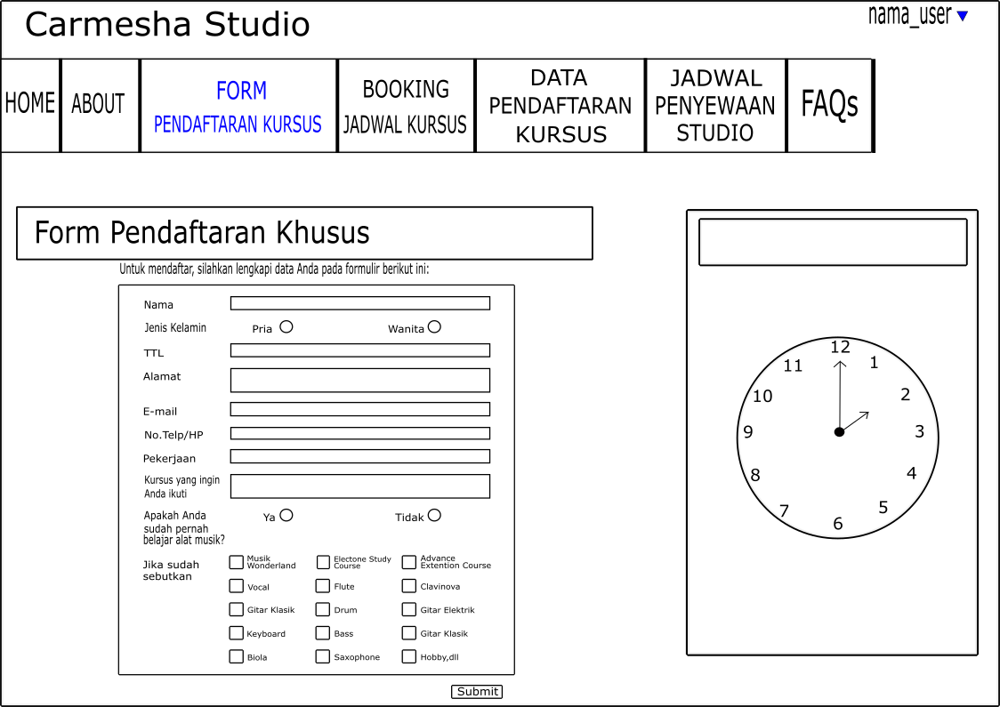 Carmesha Studio
nama_user
HOME
ABOUT
FORM
PENDAFTARAN KURSUS
BOOKING
JADWAL KURSUS
DATA
PENDAFTARAN
KURSUS
JADWAL
PENYEWAAN
STUDIO
FAQs
Form Pendaftaran Khusus
Untuk mendaftar, silahkan lengkapi data Anda pada formulir berikut ini:
Nama
Jenis Kelamin
Pria
Wanita
TTL
Alamat
E-mail
No.Telp/HP
Pekerjaan
Kursus yang ingin
Anda ikuti
Apakah Anda
sudah pernah
belajar alat musik?
Ya
Tidak
Jika sudah
sebutkan
Musik
Wonderland
Electone Study
Course
Advance
Extention Course
Vocal
Flute
Clavinova
Gitar Klasik
Drum
Gitar Elektrik
Keyboard
Bass
Gitar Klasik
Biola
Saxophone
Hobby,dll
Submit
12
1
2
3
4
5
6
7
8
9
10
11